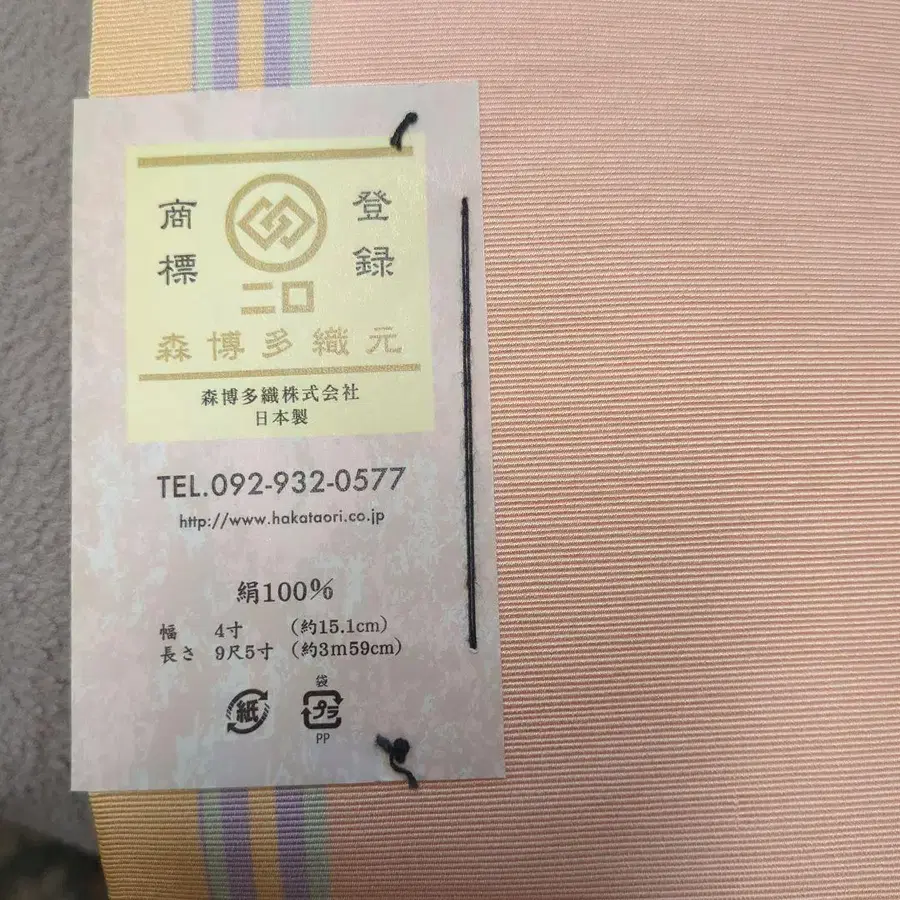 登録
商標
二口
森博多織元
森博多織株式会社
日本製
TEL.092-932-0577
http://www.hakataori.co.jp
絹100%
幅 4寸 (約15.1cm)
長さ 9尺5寸 (約3m59cm)
紙
袋
プラ
PP